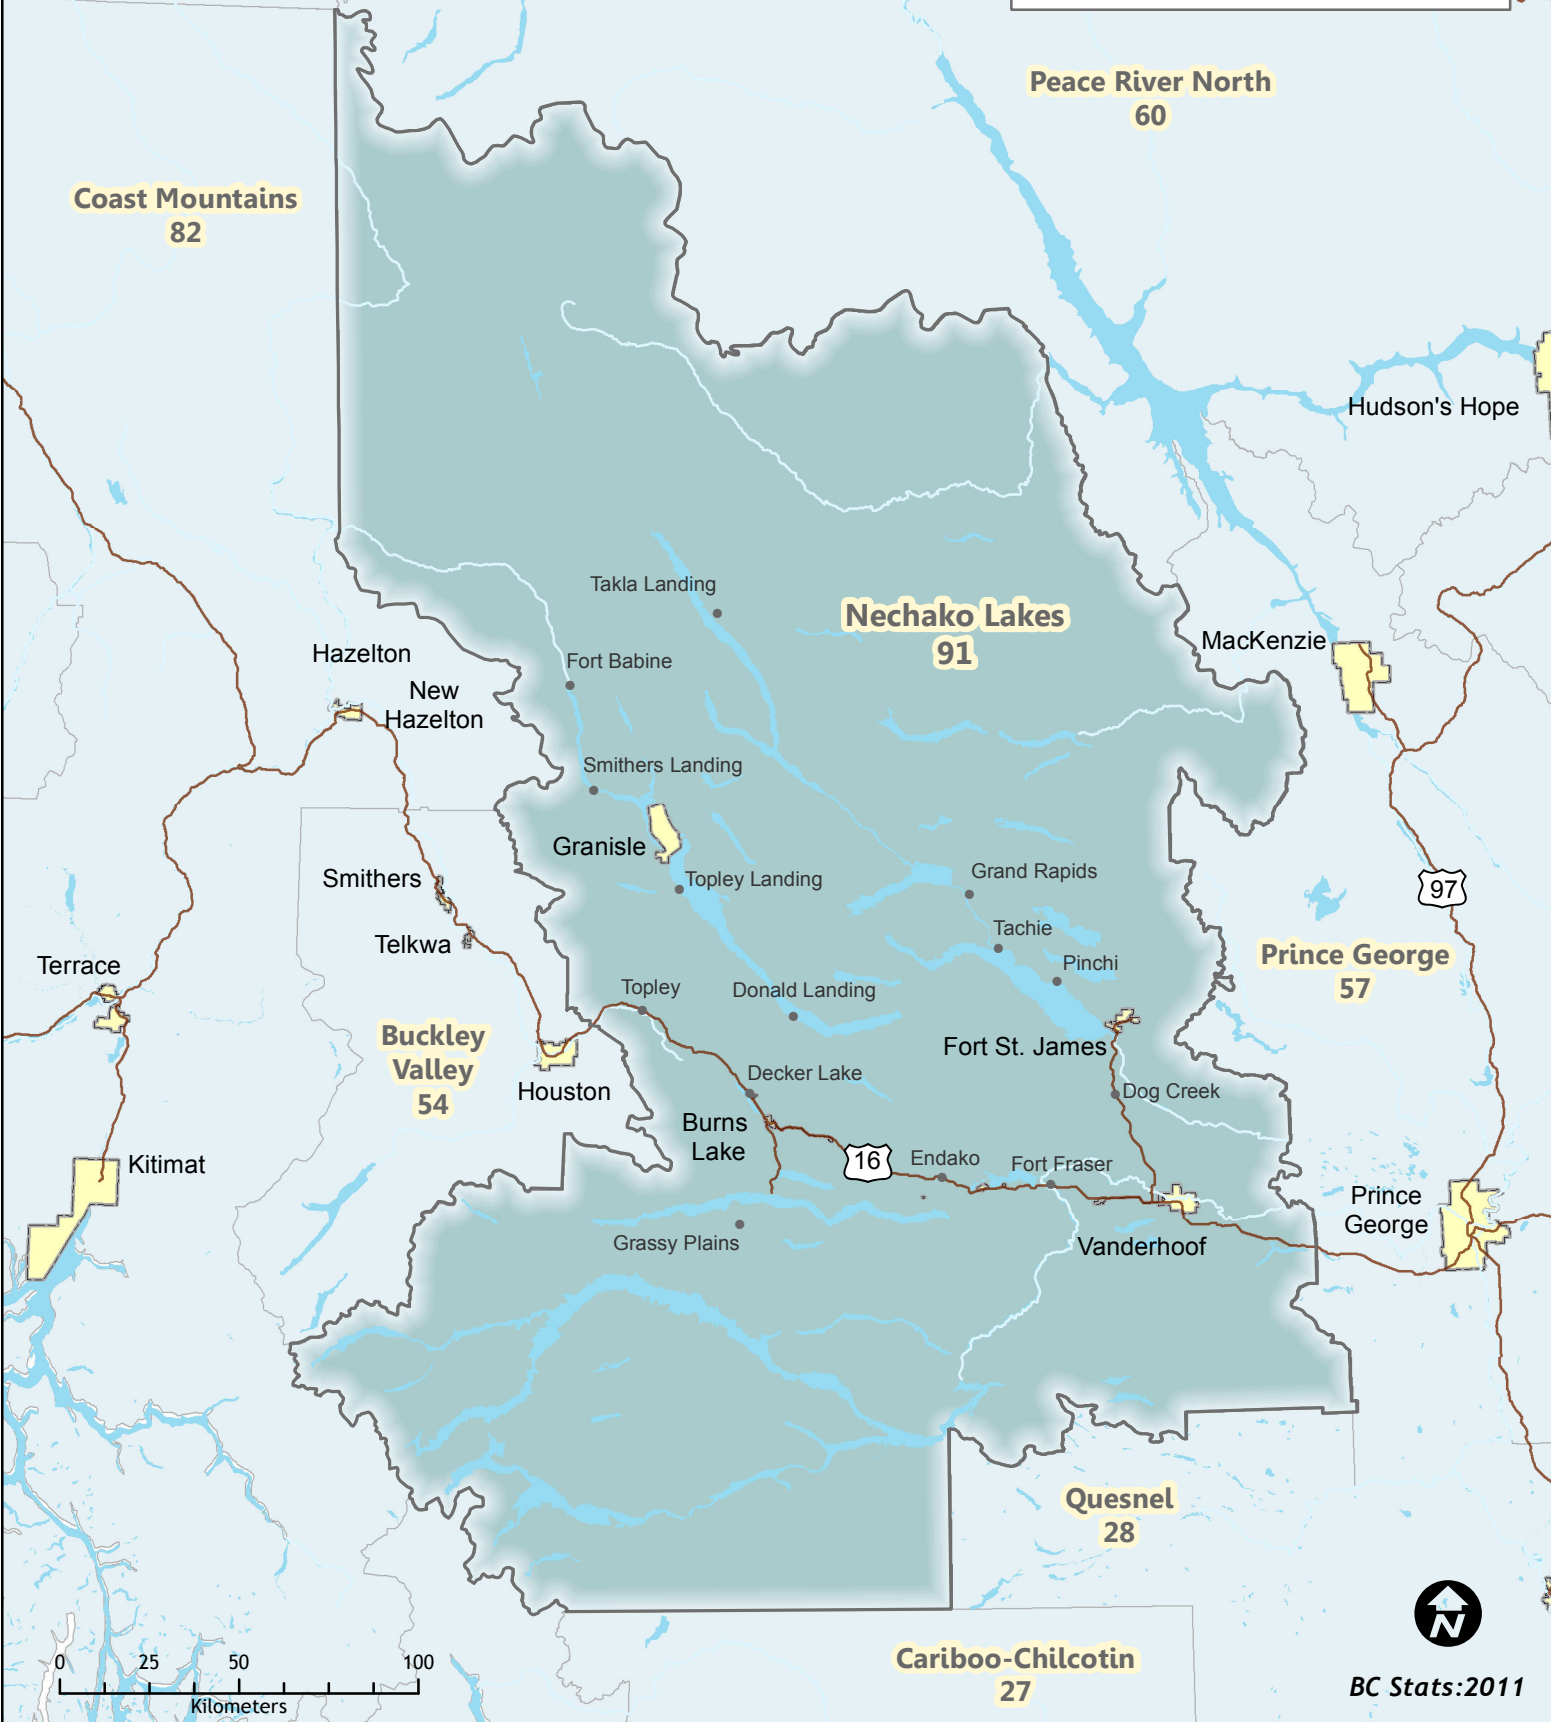 Peace River North
60
Coast Mountains
82
Hudson's Hope
Takla Landing
Nechako Lakes
91
MacKenzie
Hazelton
New
Hazelton
Fort Babine
Smithers Landing
Granisle
Smithers
Topley Landing
Grand Rapids
97
Telkwa
Tachie
Terrace
Pinchi
Prince George
57
Topley
Donald Landing
Buckley
Valley
54
Fort St. James
Houston
Decker Lake
Dog Creek
Burns
Lake
16
Endako
Fort Fraser
Kitimat
Prince
George
Grassy Plains
Vanderhoof
Quesnel
28
Cariboo-Chilcotin
27
0 25 50 100
Kilometers
N
BC Stats:2011